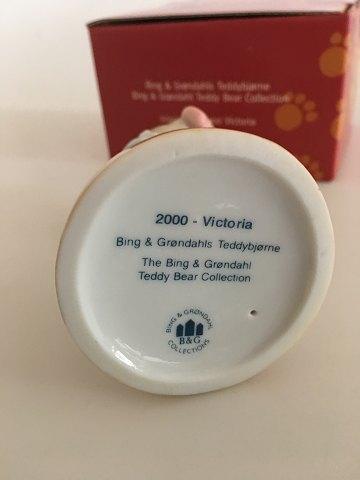 Bing & Grøndahls Teddybjørne
Bing & Grøndahl Teddy Bear Collection
Victoria
2000 - Victoria
Bing & Grøndahls Teddybjørne
The Bing & Grøndahl
Teddy Bear Collection
BING & GRØNDAHL
B&G
COLLECTIONS